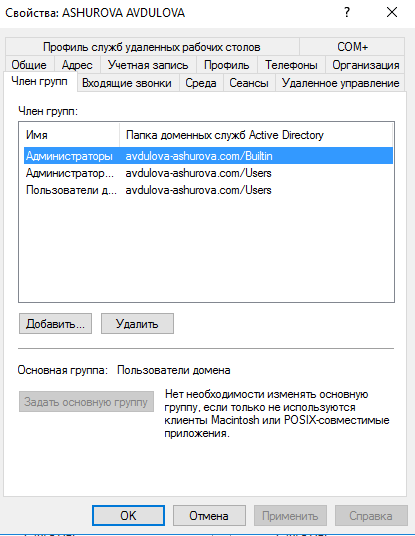 Свойства: ASHUROVA AVDULOVA
Профиль служб удаленных рабочих столов COM+
Общие Адрес Учетная запись Профиль Телефоны Организация
Член групп Входящие звонки Среда Сеансы Удаленное управление
Член групп:
Имя Папка доменных служб Active Directory
Администраторы avdulova-ashurova.com/Builtin
Администратор... avdulova-ashurova.com/Users
Пользователи д... avdulova-ashurova.com/Users
Добавить... Удалить
Основная группа: Пользователи домена
Задать основную группу
Нет необходимости изменять основную
группу, если только не используются
клиенты Macintosh или POSIX-совместимые
приложения.
OK Отмена Применить Справка